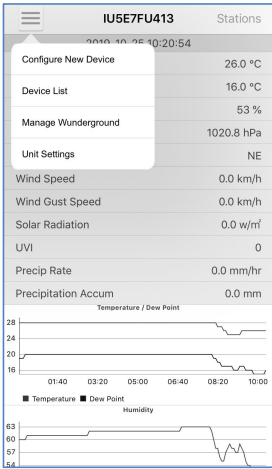 IU5E7FU413 Stations
2019-10-25 10:20:54
Configure New Device
Device List
Manage Wunderground
Unit Settings
26.0 °C
16.0 °C
53 %
1020.8 hPa
NE
Wind Speed 0.0 km/h
Wind Gust Speed 0.0 km/h
Solar Radiation 0.0 w/㎡
UVI 0
Precip Rate 0.0 mm/hr
Precipitation Accum 0.0 mm
Temperature / Dew Point
28
24
20
16
01:40 03:20 05:00 06:40 08:20 10:00
Temperature Dew Point
Humidity
63
60
57
54